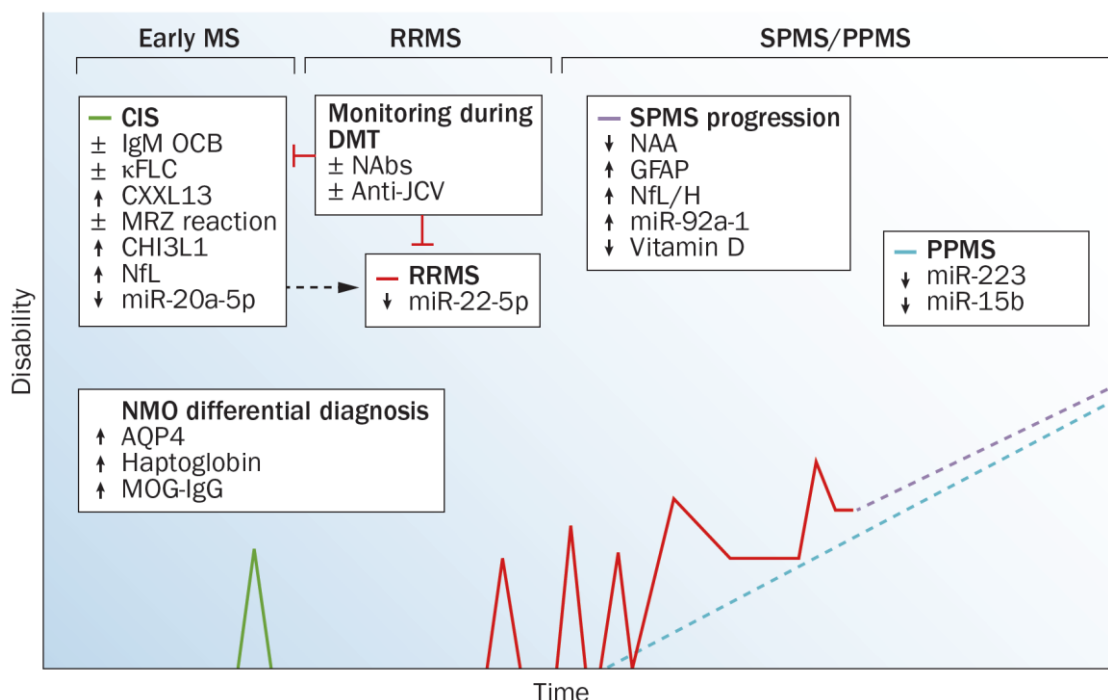 Early MS
RRMS
SPMS/PPMS
CIS
± IgM OCB
± κFLC
↑ CXXL13
± MRZ reaction
↑ CHI3L1
↑ NfL
↓ miR-20a-5p
Monitoring during
DMT
± NAbs
± Anti-JCV
RRMS
↓ miR-22-5p
SPMS progression
↓ NAA
↑ GFAP
↑ NfL/H
↑ miR-92a-1
↓ Vitamin D
PPMS
↓ miR-223
↓ miR-15b
NMO differential diagnosis
↑ AQP4
↑ Haptoglobin
↑ MOG-IgG
Disability
Time